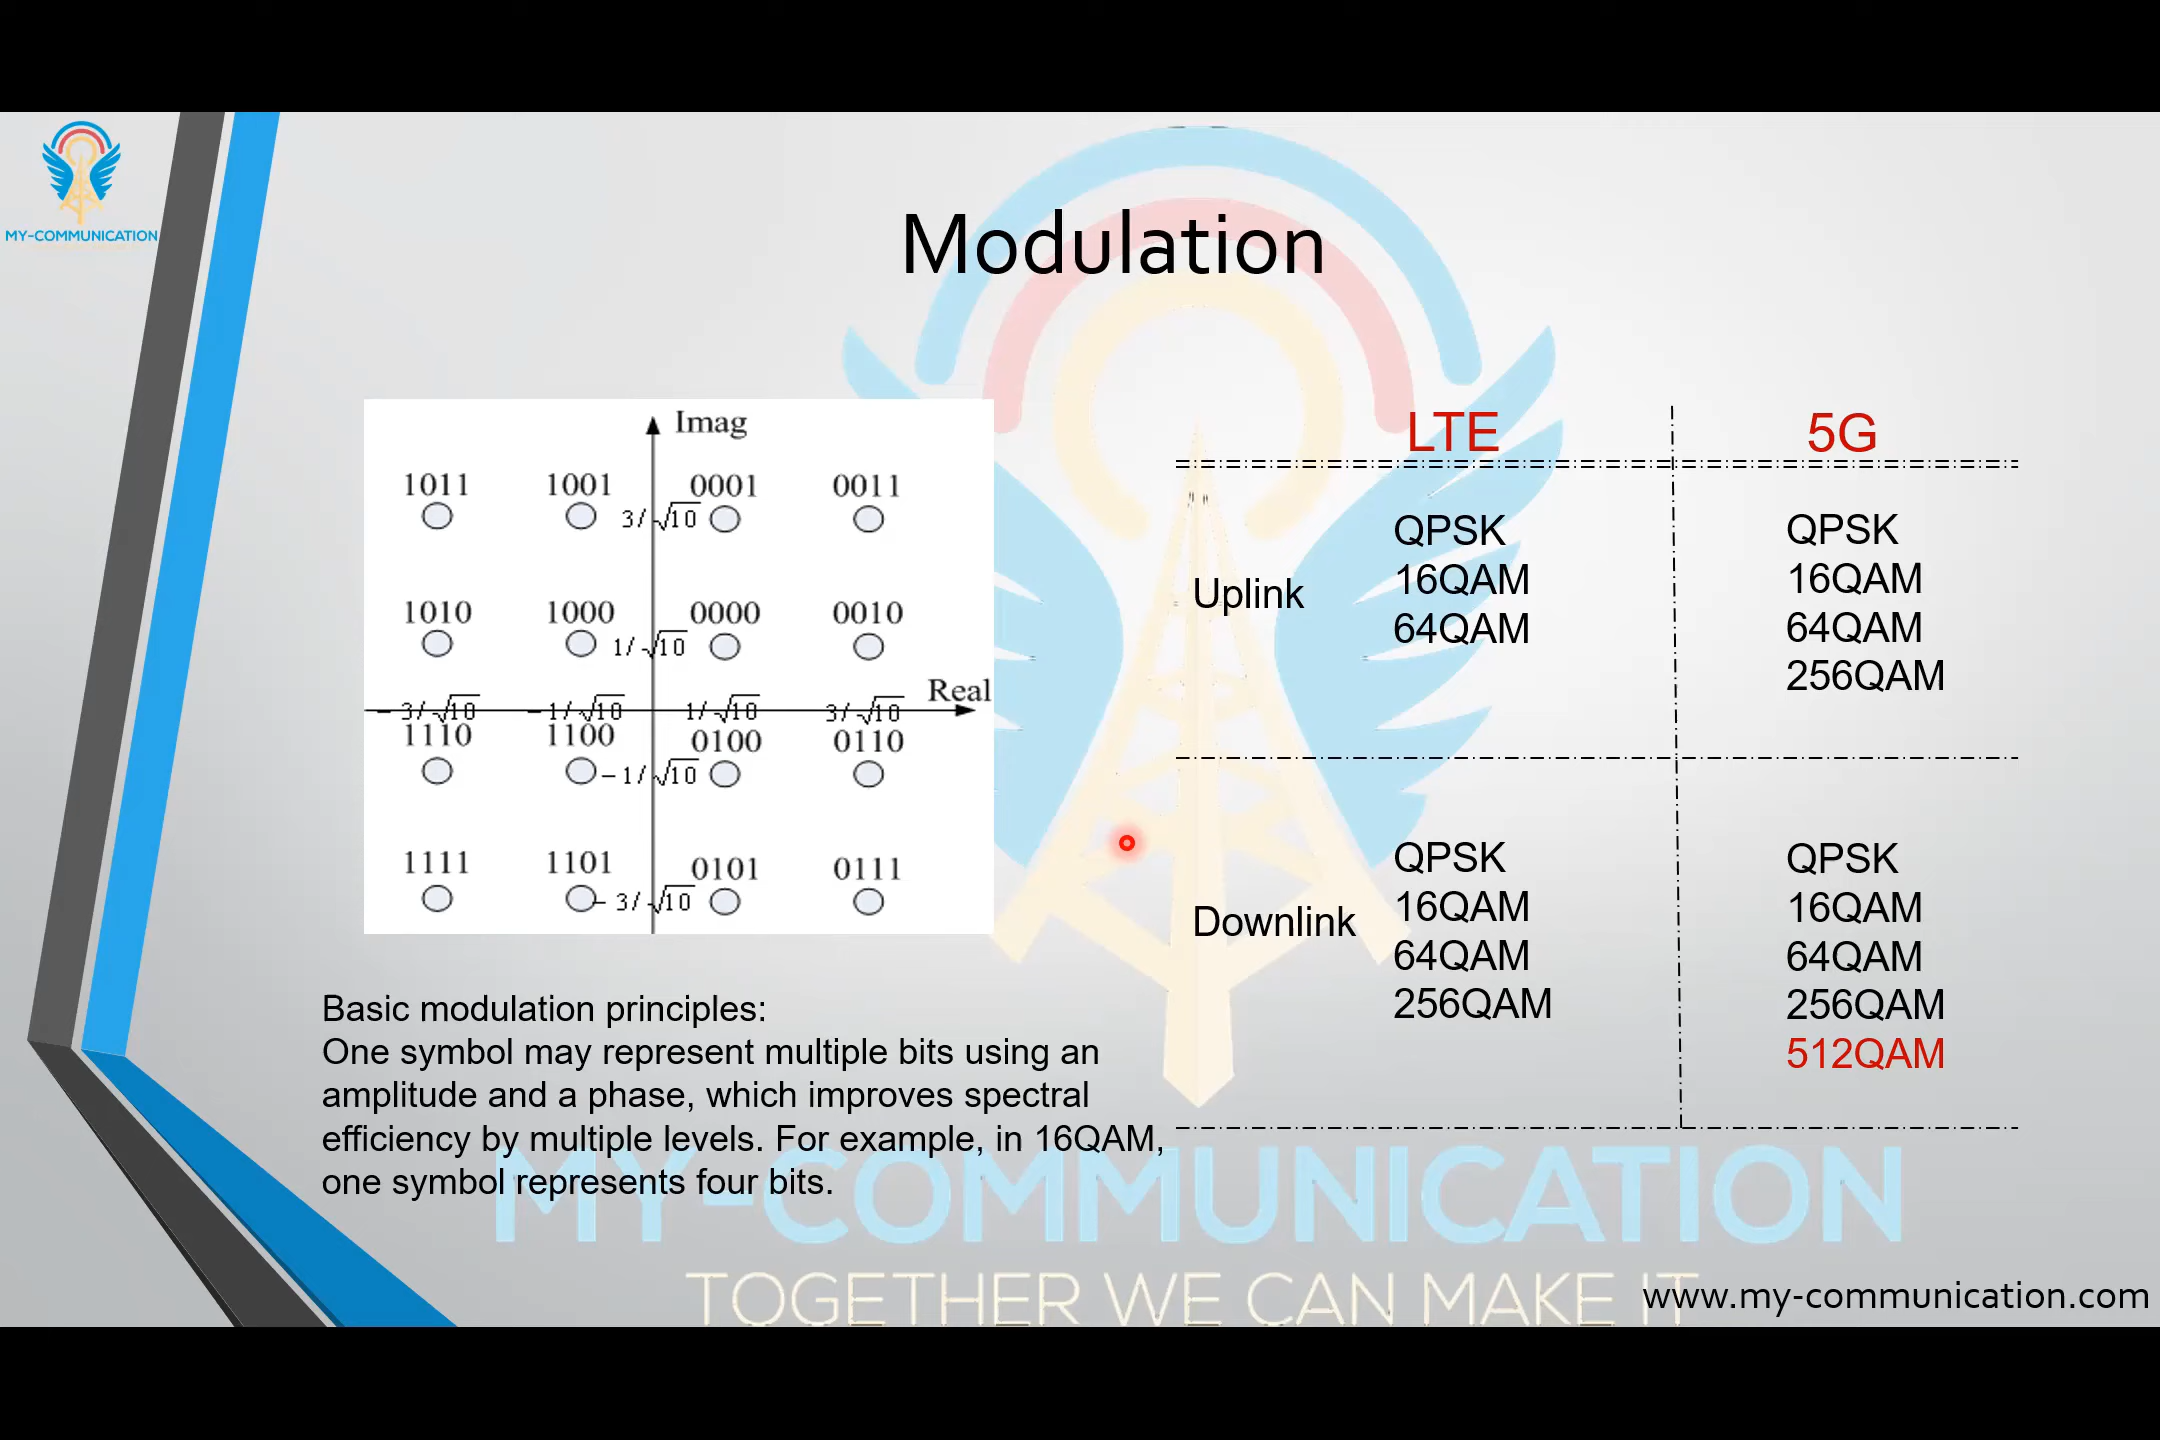 MY-COMMUNICATION
Modulation
Imag
1011 1001 0001 0011
3/√10
1010 1000 0000 0010
1/√10
Real
-3/√10 -1/√10 1/√10 3/√10
1110 1100 0100 0110
-1/√10
1111 1101 0101 0111
-3/√10
Basic modulation principles:
One symbol may represent multiple bits using an
amplitude and a phase, which improves spectral
efficiency by multiple levels. For example, in 16QAM,
one symbol represents four bits.
LTE 5G
Uplink
QPSK
16QAM
64QAM
QPSK
16QAM
64QAM
256QAM
Downlink
QPSK
16QAM
64QAM
256QAM
QPSK
16QAM
64QAM
256QAM
512QAM
MY-COMMUNICATION
TOGETHER WE CAN MAKE IT
www.my-communication.com